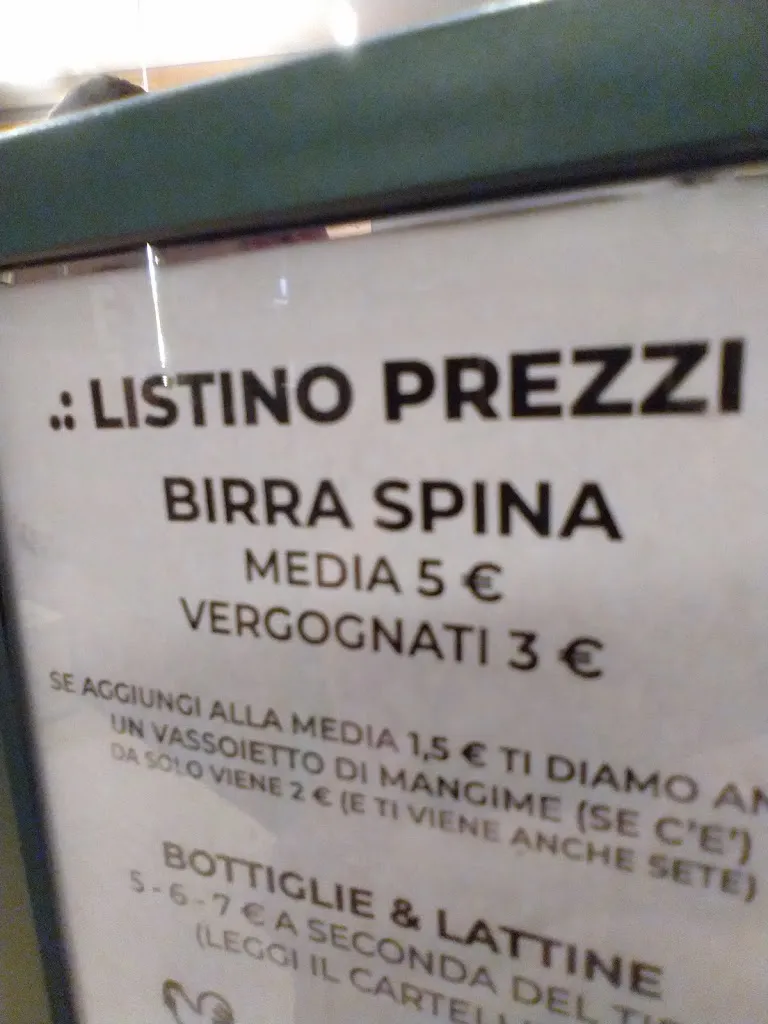 .: LISTINO PREZZI
BIRRA SPINA
MEDIA 5 €
VERGOGNATI 3 €
SE AGGIUNGI ALLA MEDIA 1,5 € TI DIAMO
UN VASSOIETTO DI MANGIME (SE C'E')
DA SOLO VIENE 2 € (E TI VIENE ANCHE SETE)
BOTTIGLIE & LATTINE
5 - 6 - 7 € A SECONDA DEL
(LEGGI IL